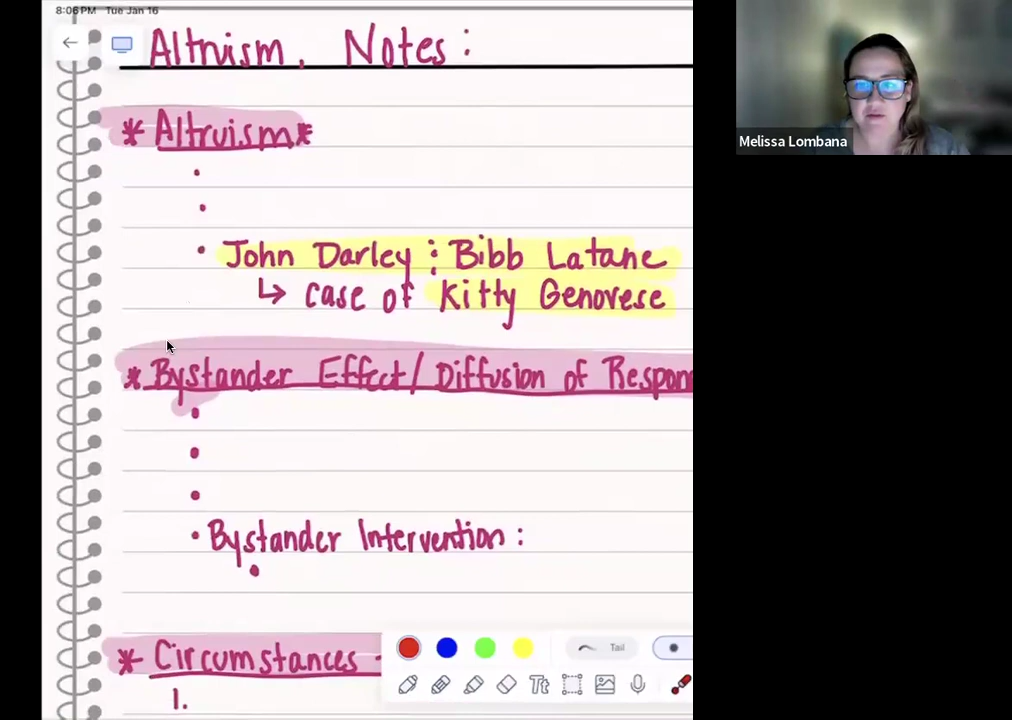 8:06 PM Tue Jan 16
Altruism. Notes:
* Altruism*
• John Darley : Bibb Latane
↳ case of Kitty Genovese
* Bystander Effect/ Diffusion of Respon
• Bystander Intervention :
* Circumstances -
1.
Tail
Tt
Melissa Lombana